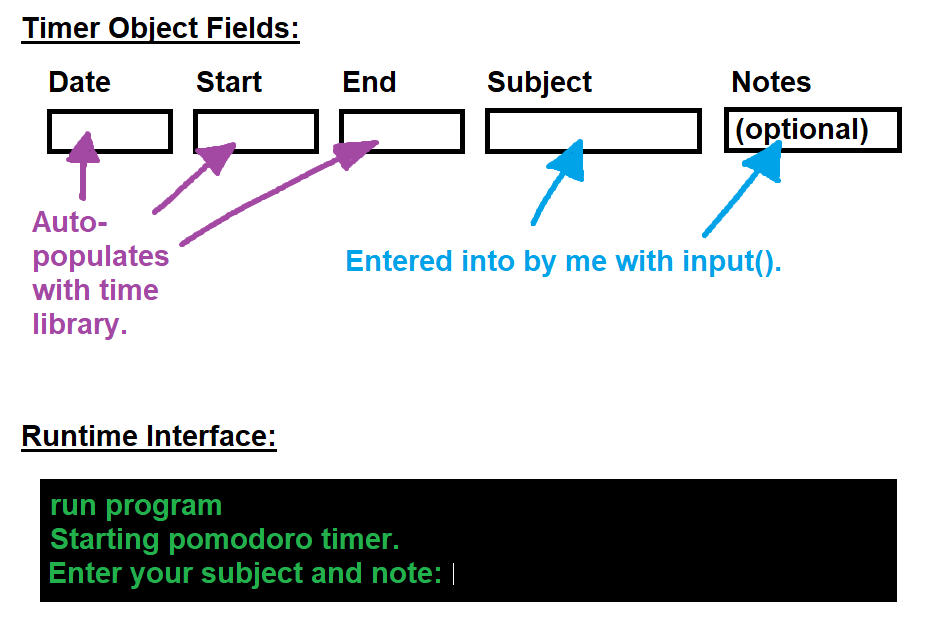 Timer Object Fields:
Date Start End Subject Notes
(optional)
Auto-
populates
with time
library.
Entered into by me with input().
Runtime Interface:
run program
Starting pomodoro timer.
Enter your subject and note: